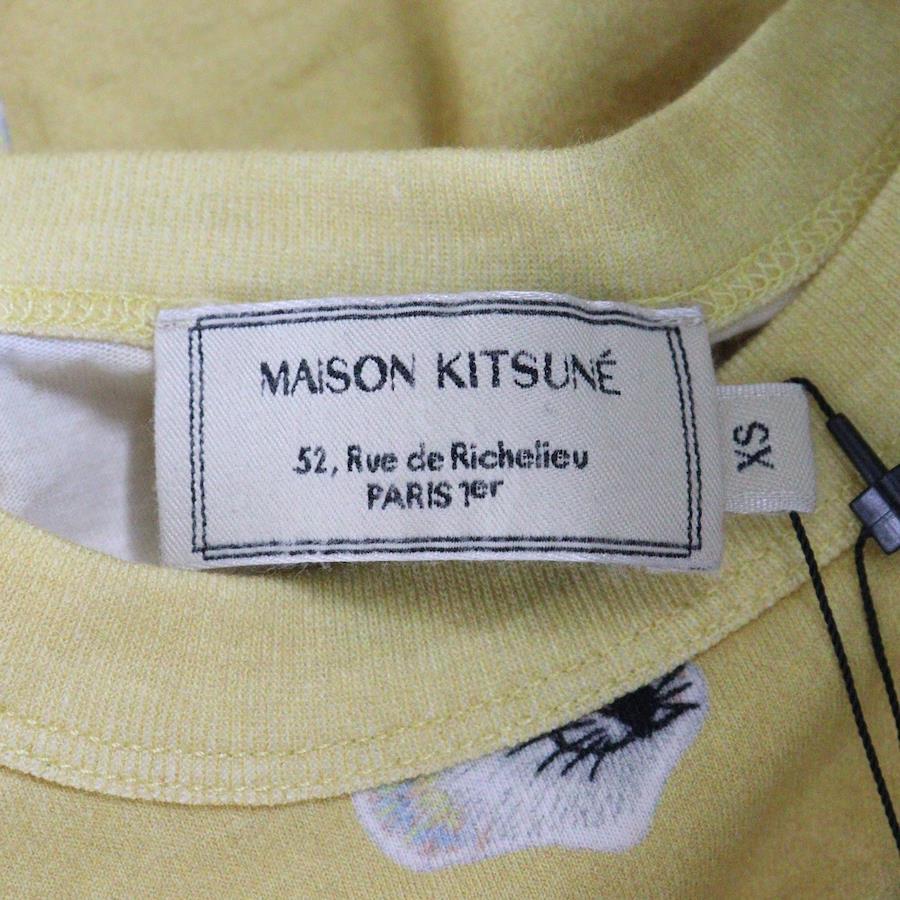 MAISON KITSUNÉ
52, Rue de Richelieu
PARIS 1er
XS